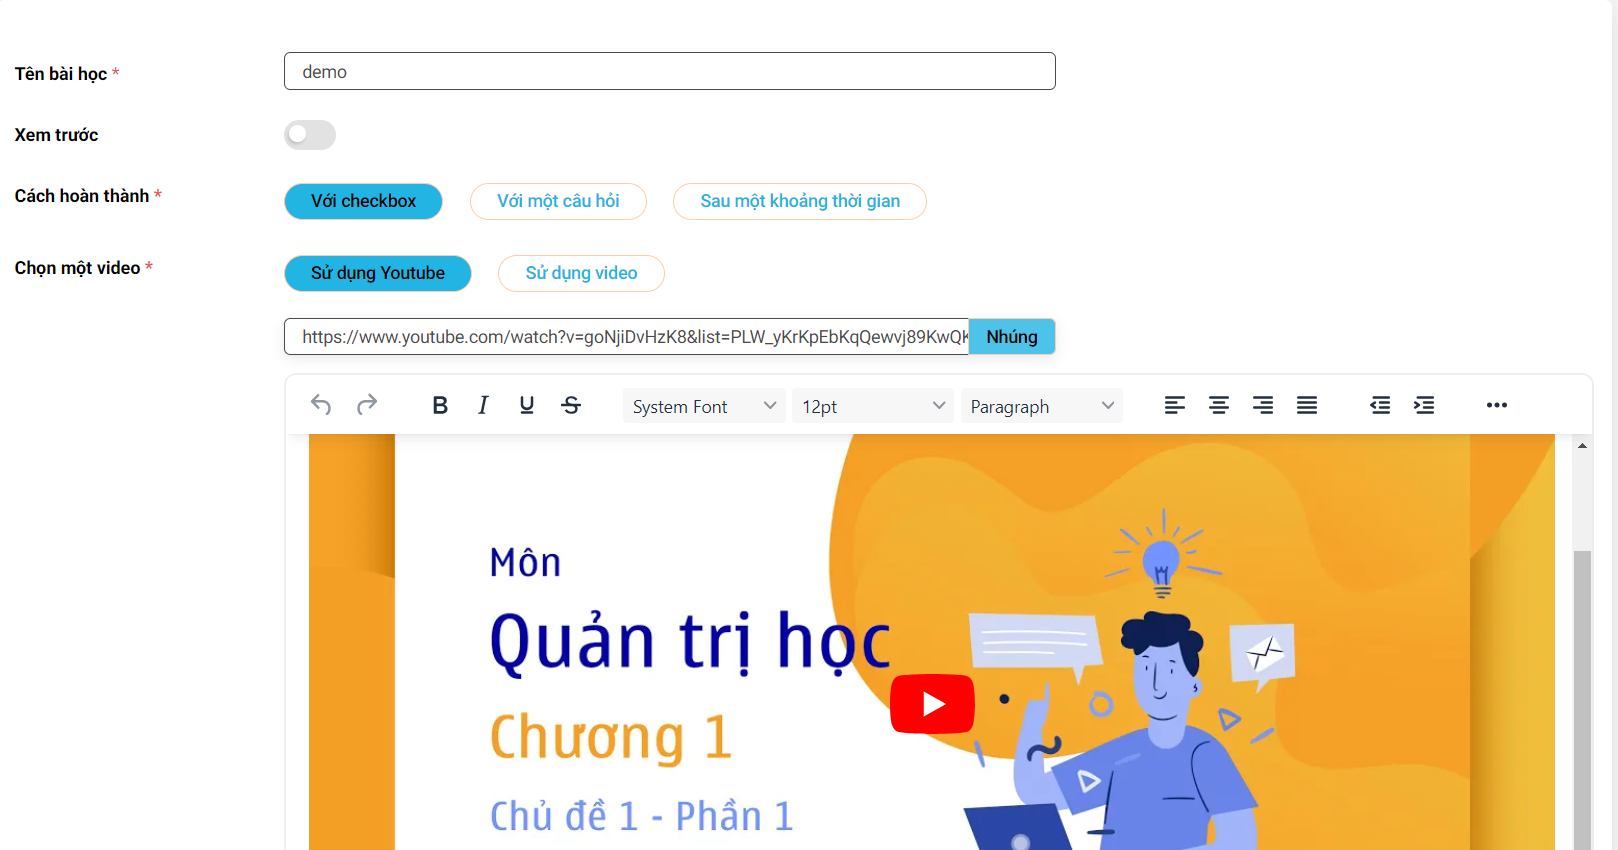 Tên bài học *
demo
Xem trước
Cách hoàn thành *
Với checkbox
Với một câu hỏi
Sau một khoảng thời gian
Chọn một video *
Sử dụng Youtube
Sử dụng video
https://www.youtube.com/watch?v=goNjiDvHzK8&list=PLW_yKrKpEbKqQewvj89KwQK
Nhúng
B I U S
System Font
12pt
Paragraph
Môn
Quản trị học
Chương 1
Chủ đề 1 - Phần 1